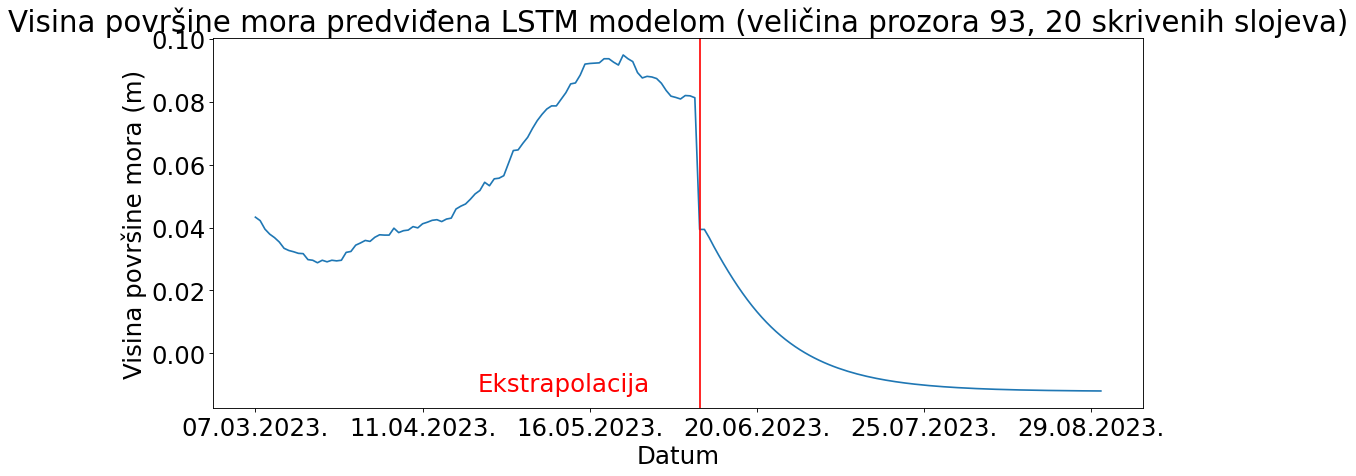 Visina površine mora predviđena LSTM modelom (veličina prozora 93, 20 skrivenih slojeva)
Visina površine mora (m)
0.10
0.08
0.06
0.04
0.02
0.00
Ekstrapolacija
07.03.2023. 11.04.2023. 16.05.2023. 20.06.2023. 25.07.2023. 29.08.2023.
Datum